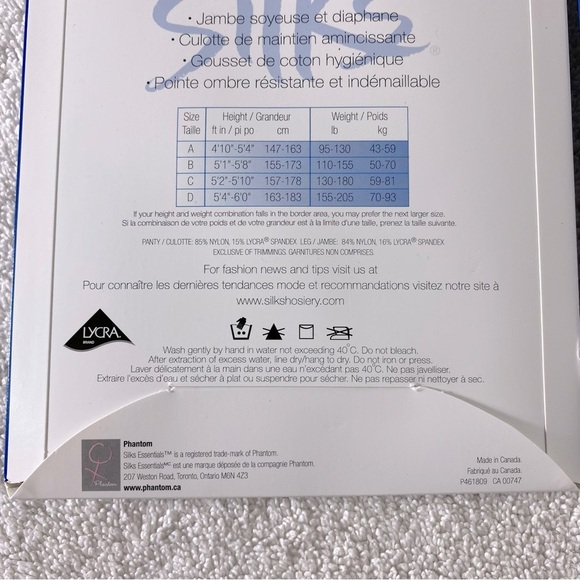 SILKS®
• Jambe soyeuse et diaphane
• Culotte de maintien amincissante
• Gousset de coton hygiénique
• Pointe ombre résistante et indémaillable
Size Height / Grandeur Weight / Poids
Taille ft in / pi po cm lb kg
A 4'10"-5'4" 147-163 95-130 43-59
B 5'1"-5'8" 155-173 110-155 50-70
C 5'2"-5'10" 157-178 130-180 59-81
D 5'4"-6'0" 163-183 155-205 70-93
If your height and weight combination falls in the border area, you may prefer the next larger size.
Si la combinaison de votre poids et de votre grandeur est à la limite d'une taille, prenez la taille suivante.
PANTY / CULOTTE: 85% NYLON, 15% LYCRA® SPANDEX LEG / JAMBE: 84% NYLON, 16% LYCRA® SPANDEX
EXCLUSIVE OF TRIMMINGS. GARNITURES NON COMPRISES.
For fashion news and tips visit us at
Pour connaître les dernières tendances mode et recommandations visitez notre site à
www.silkshosiery.com
LYCRA®
BRAND
Wash gently by hand in water not exceeding 40°C. Do not bleach.
After extraction of excess water, line dry/hang to dry. Do not iron or press.
Laver délicatement à la main dans une eau n'excédant pas 40°C. Ne pas javelliser.
Extraire l'excès d'eau et sécher à plat ou suspendre pour sécher. Ne pas repasser ni nettoyer à sec.
Phantom
Phantom
Silks Essentials™ is a registered trade-mark of Phantom.
Silks Essentials MC est une marque déposée de la compagnie Phantom.
207 Weston Road, Toronto, Ontario M6N 4Z3
www.phantom.ca
Made in Canada.
Fabriqué au Canada.
P461809 CA 00747